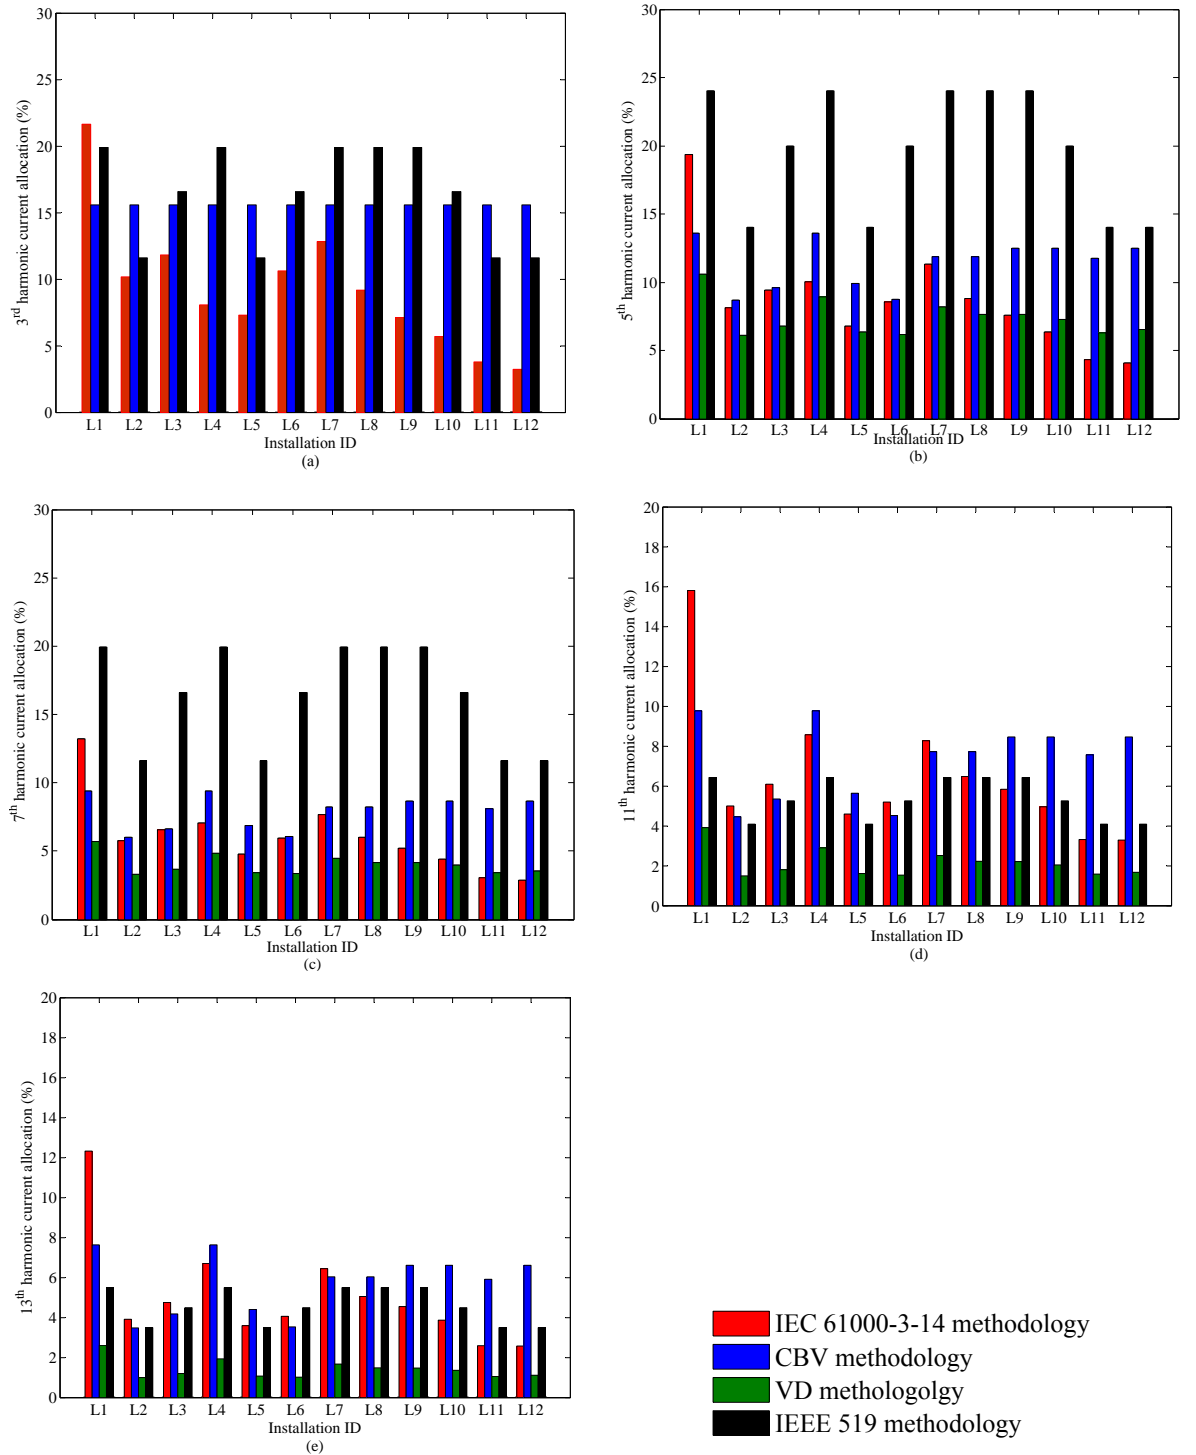 30
25
20
15
10
5
0
3rd harmonic current allocation (%)
L1 L2 L3 L4 L5 L6 L7 L8 L9 L10 L11 L12
Installation ID
(a)
30
25
20
15
10
5
0
5th harmonic current allocation (%)
L1 L2 L3 L4 L5 L6 L7 L8 L9 L10 L11 L12
Installation ID
(b)
30
25
20
15
10
5
0
7th harmonic current allocation (%)
L1 L2 L3 L4 L5 L6 L7 L8 L9 L10 L11 L12
Installation ID
(c)
20
18
16
14
12
10
8
6
4
2
0
11th harmonic current allocation (%)
L1 L2 L3 L4 L5 L6 L7 L8 L9 L10 L11 L12
Installation ID
(d)
20
18
16
14
12
10
8
6
4
2
0
13th harmonic current allocation (%)
L1 L2 L3 L4 L5 L6 L7 L8 L9 L10 L11 L12
Installation ID
(e)
IEC 61000-3-14 methodology
CBV methodology
VD methologolgy
IEEE 519 methodology